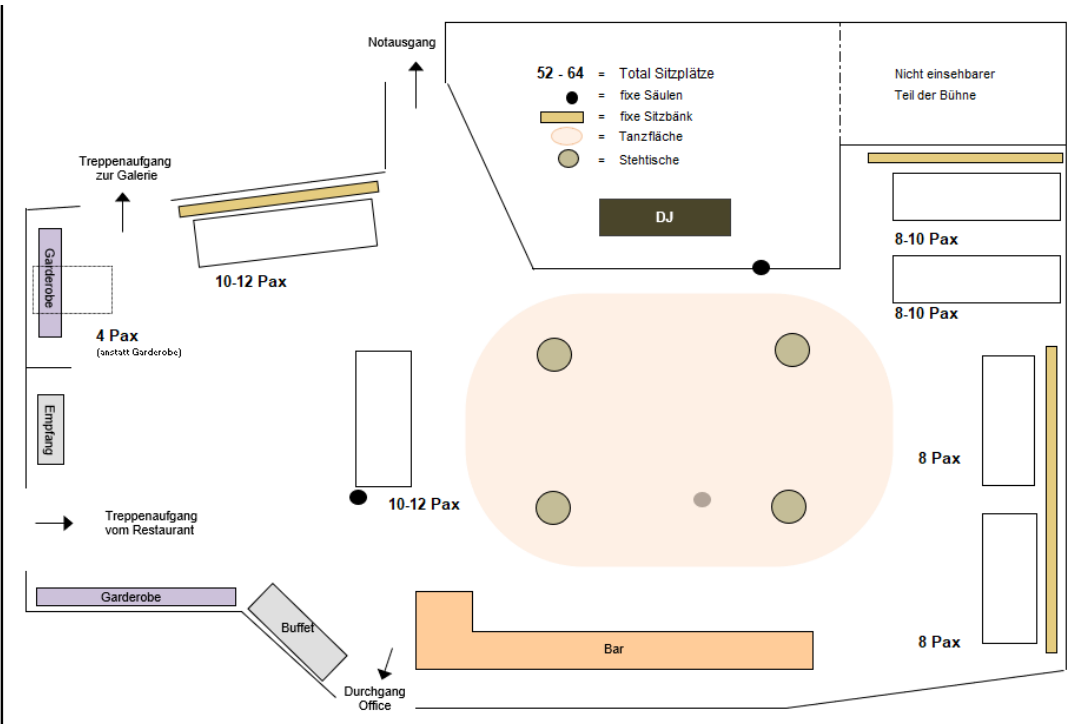 Notausgang
52 - 64 = Total Sitzplätze
= fixe Säulen
= fixe Sitzbänk
= Tanzfläche
= Stehtische
Nicht einsehbarer
Teil der Bühne
Treppenaufgang
zur Galerie
DJ
Garderobe
10-12 Pax
8-10 Pax
8-10 Pax
4 Pax
(anstatt Garderobe)
Empfang
8 Pax
10-12 Pax
Treppenaufgang
vom Restaurant
Garderobe
Buffet
Bar
8 Pax
Durchgang
Office